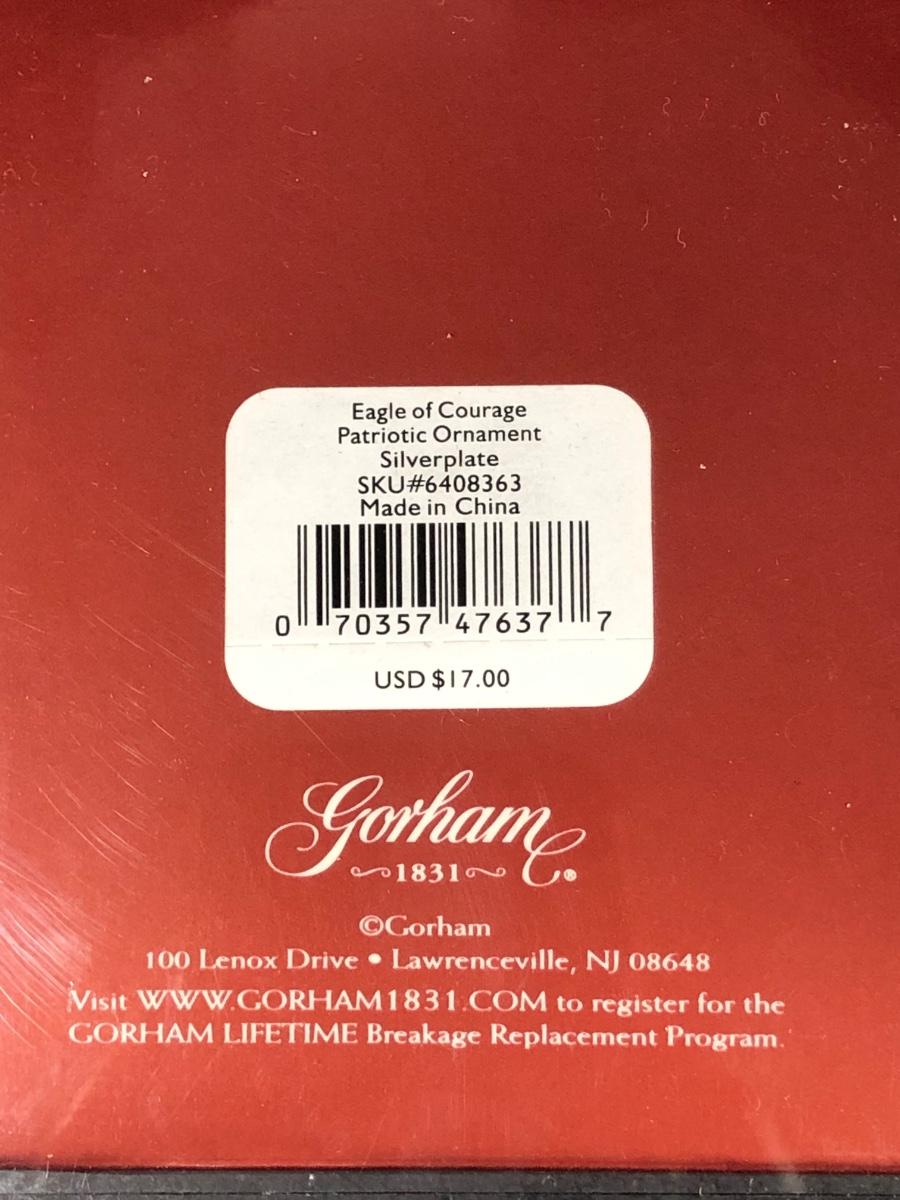 Eagle of Courage
Patriotic Ornament
Silverplate
SKU#6408363
Made in China
0 70357 47637 7
USD $17.00
Gorham
1831 ®
©Gorham
100 Lenox Drive • Lawrenceville, NJ 08648
Visit WWW.GORHAM1831.COM to register for the
GORHAM LIFETIME Breakage Replacement Program.